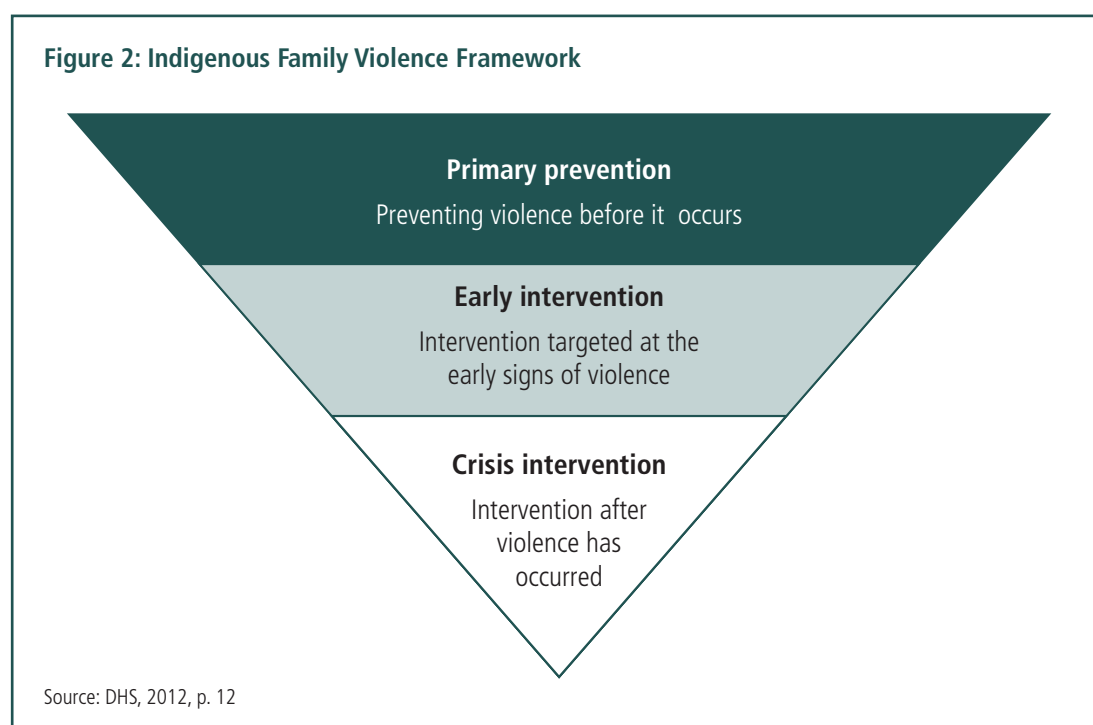 Figure 2: Indigenous Family Violence Framework
Primary prevention
Preventing violence before it occurs
Early intervention
Intervention targeted at the
early signs of violence
Crisis intervention
Intervention after
violence has
occurred
Source: DHS, 2012, p. 12